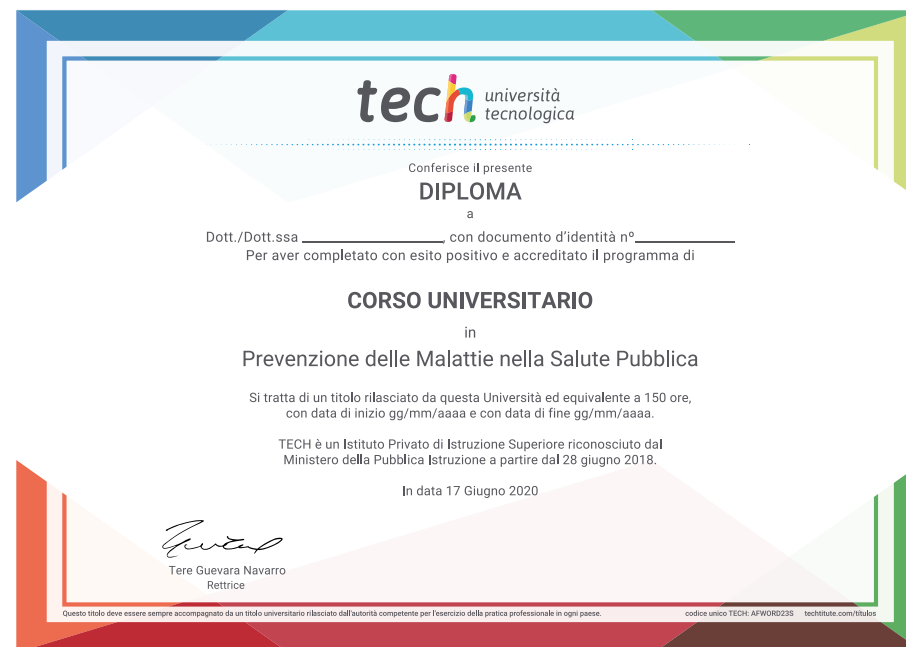 tech università
tecnologica
Conferisce il presente
DIPLOMA
a
Dott./Dott.ssa ____________________, con documento d'identità nº______________
Per aver completato con esito positivo e accreditato il programma di
CORSO UNIVERSITARIO
in
Prevenzione delle Malattie nella Salute Pubblica
Si tratta di un titolo rilasciato da questa Università ed equivalente a 150 ore,
con data di inizio gg/mm/aaaa e con data di fine gg/mm/aaaa.
TECH è un Istituto Privato di Istruzione Superiore riconosciuto dal
Ministero della Pubblica Istruzione a partire dal 28 giugno 2018.
In data 17 Giugno 2020
Tere Guevara Navarro
Rettrice
Questo titolo deve essere sempre accompagnato da un titolo universitario rilasciato dall'autorità competente per l'esercizio della pratica professionale in ogni paese. codice unico TECH: AFWORD23S techtitute.com/titulos